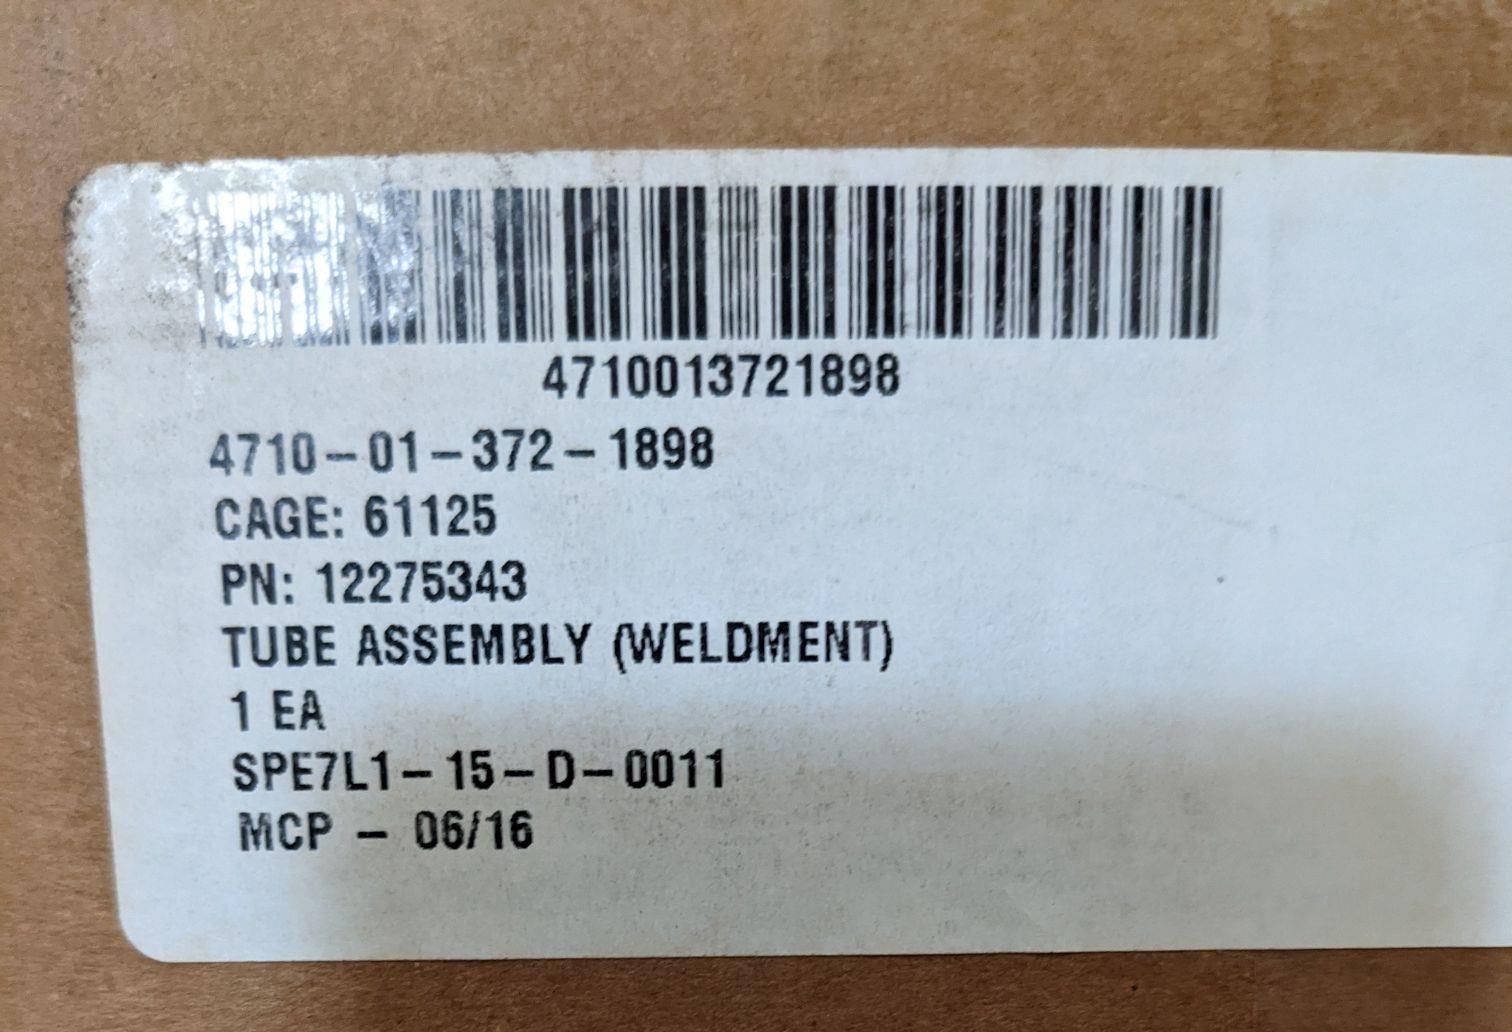 4710013721898
4710-01-372-1898
CAGE: 61125
PN: 12275343
TUBE ASSEMBLY (WELDMENT)
1 EA
SPE7L1-15-D-0011
MCP - 06/16